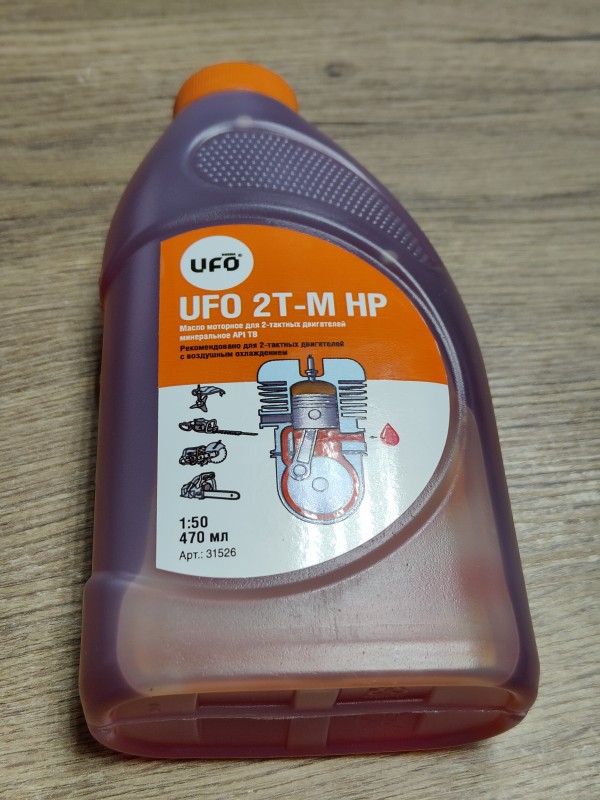 UFO
UFO 2T-M HP
Масло моторное для 2-тактных двигателей
минеральное API TB
Рекомендовано для 2-тактных двигателей
с воздушным охлаждением
1:50
470 мл
Арт.: 31526